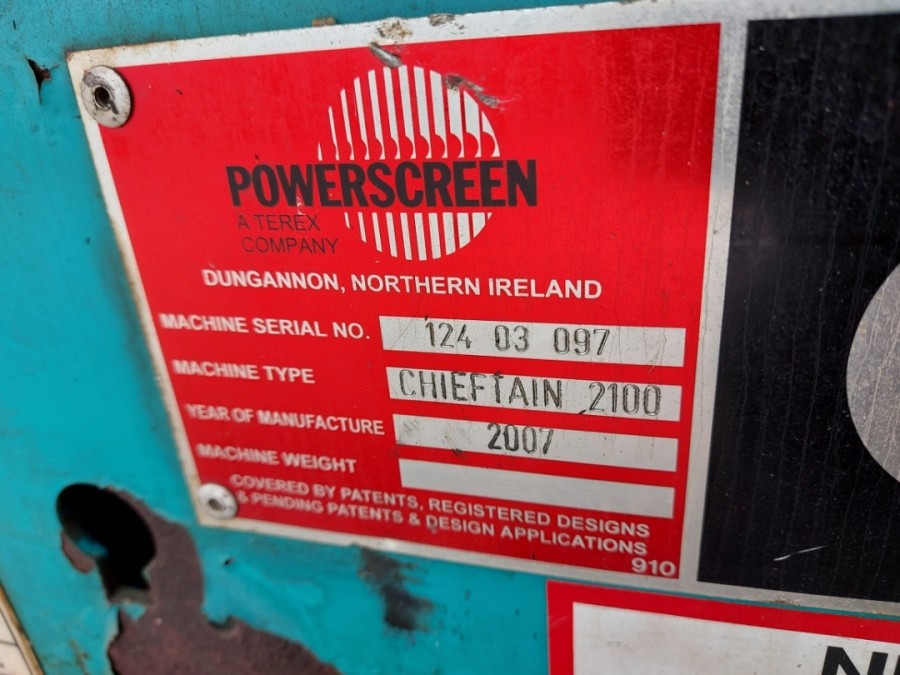 POWERSCREEN
A TEREX
COMPANY
DUNGANNON, NORTHERN IRELAND
MACHINE SERIAL NO. 124 03 097
MACHINE TYPE CHIEFTAIN 2100
YEAR OF MANUFACTURE 2007
MACHINE WEIGHT
COVERED BY PATENTS, REGISTERED DESIGNS
& PENDING PATENTS & DESIGN APPLICATIONS
910